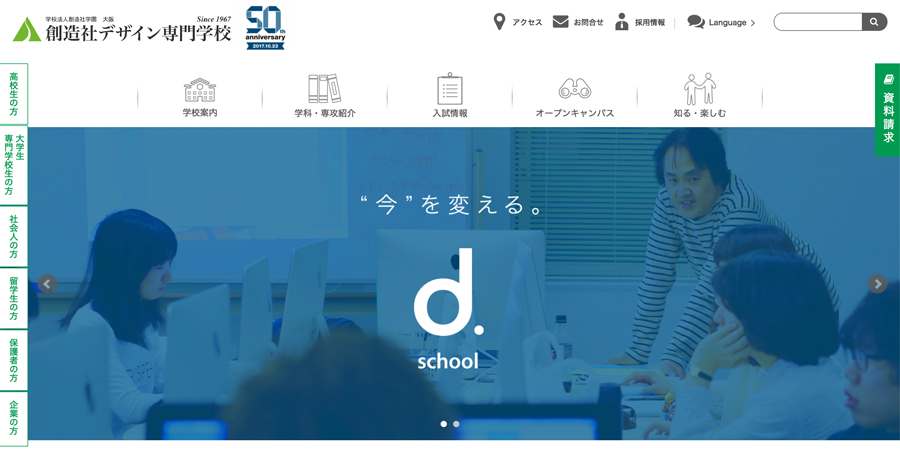 学校法人創造社学園 大阪
Since 1967
創造社デザイン専門学校
50th
anniversary
2017.10.23
アクセス
お問合せ
採用情報
Language
学校案内
学科・専攻紹介
入試情報
オープンキャンパス
知る・楽しむ
高校生の方
大学生
専門学校生の方
社会人の方
留学生の方
保護者の方
企業の方
資料請求
“今”を変える。
d.
school